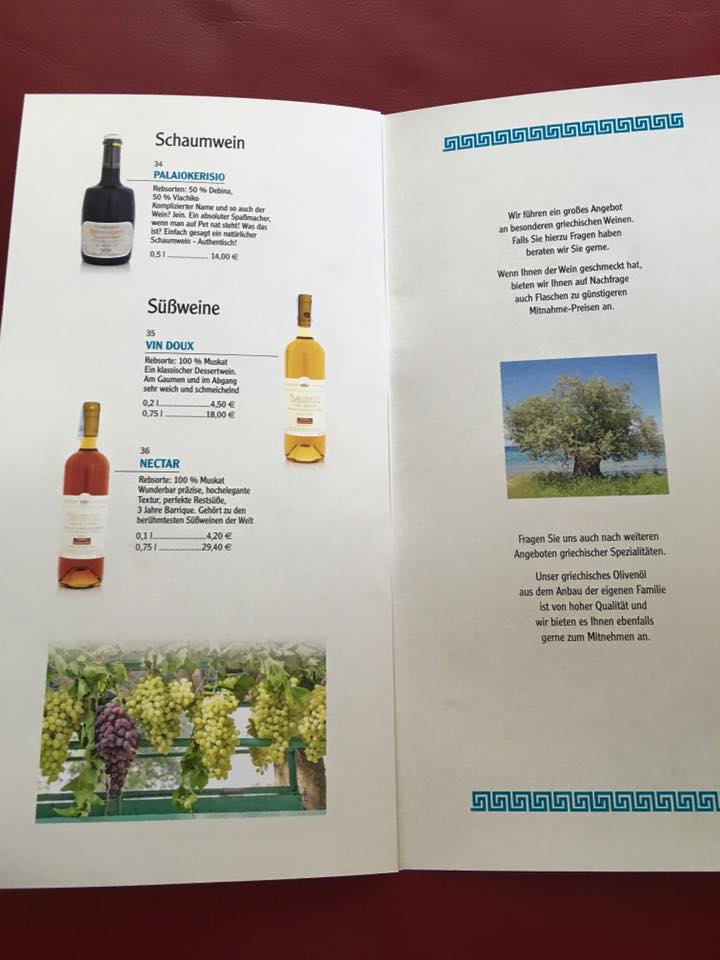 Schaumwein
34
PALAIOKERISIO
Rebsorten: 50 % Debina,
50 % Vlachiko
Komplizierter Name und so auch der
Wein? Jein. Ein absoluter Spaßmacher,
wenn man auf Pet nat steht! Was das
ist? Einfach gesagt ein natürlicher
Schaumwein - Authentisch!
0,5 l ................ 14,00 €
Süßweine
35
VIN DOUX
Rebsorte: 100 % Muskat
Ein klassischer Dessertwein.
Am Gaumen und im Abgang
sehr weich und schmeichelnd
0,2 l....................4,50 €
0,75 l ................18,00 €
Samos
VIN DOUX
36
NECTAR
Rebsorte: 100 % Muskat
Wunderbar präzise, hochelegante
Textur, perfekte Restsüße,
3 Jahre Barrique. Gehört zu den
berühmtesten Süßweinen der Welt
0,1 l....................4,20 €
0,75 l .................29,40 €
Samos
Wir führen ein großes Angebot
an besonderen griechischen Weinen.
Falls Sie hierzu Fragen haben
beraten wir Sie gerne.
Wenn Ihnen der Wein geschmeckt hat,
bieten wir Ihnen auf Nachfrage
auch Flaschen zu günstigeren
Mitnahme-Preisen an.
Fragen Sie uns auch nach weiteren
Angeboten griechischer Spezialitäten.
Unser griechisches Olivenöl
aus dem Anbau der eigenen Familie
ist von hoher Qualität und
wir bieten es Ihnen ebenfalls
gerne zum Mitnehmen an.